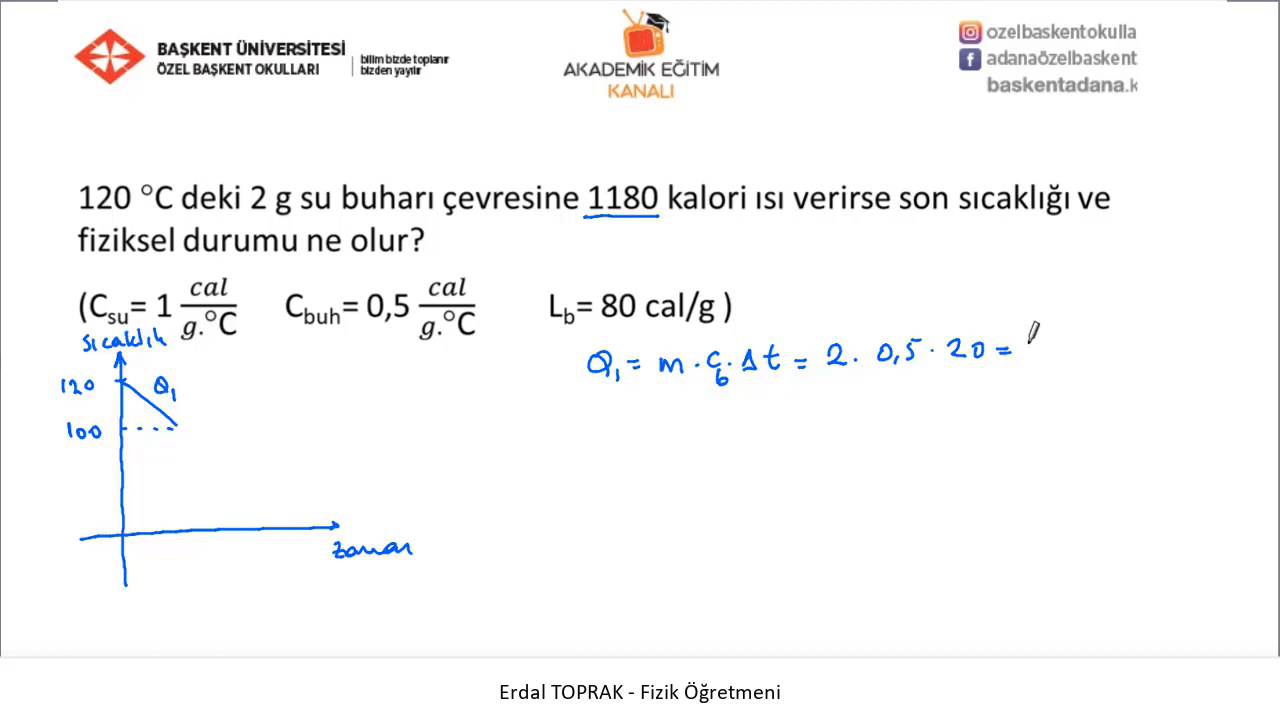 BAŞKENT ÜNİVERSİTESİ
ÖZEL BAŞKENT OKULLARI
bilim bizde toplanır
bizden yayılır
AKADEMİK EĞİTİM
KANALI
ozelbaskentokulla
adanaözelbaskent
baskentadana.k
120 °C deki 2 g su buharı çevresine 1180 kalori ısı verirse son sıcaklığı ve
fiziksel durumu ne olur?
(Csu= 1 cal/g.°C Cbuh= 0,5 cal/g.°C Lb= 80 cal/g )
sıcaklık
Q1 = m . cb . Δt = 2 . 0,5 . 20 =
120 Q1
100
zaman
Erdal TOPRAK - Fizik Öğretmeni